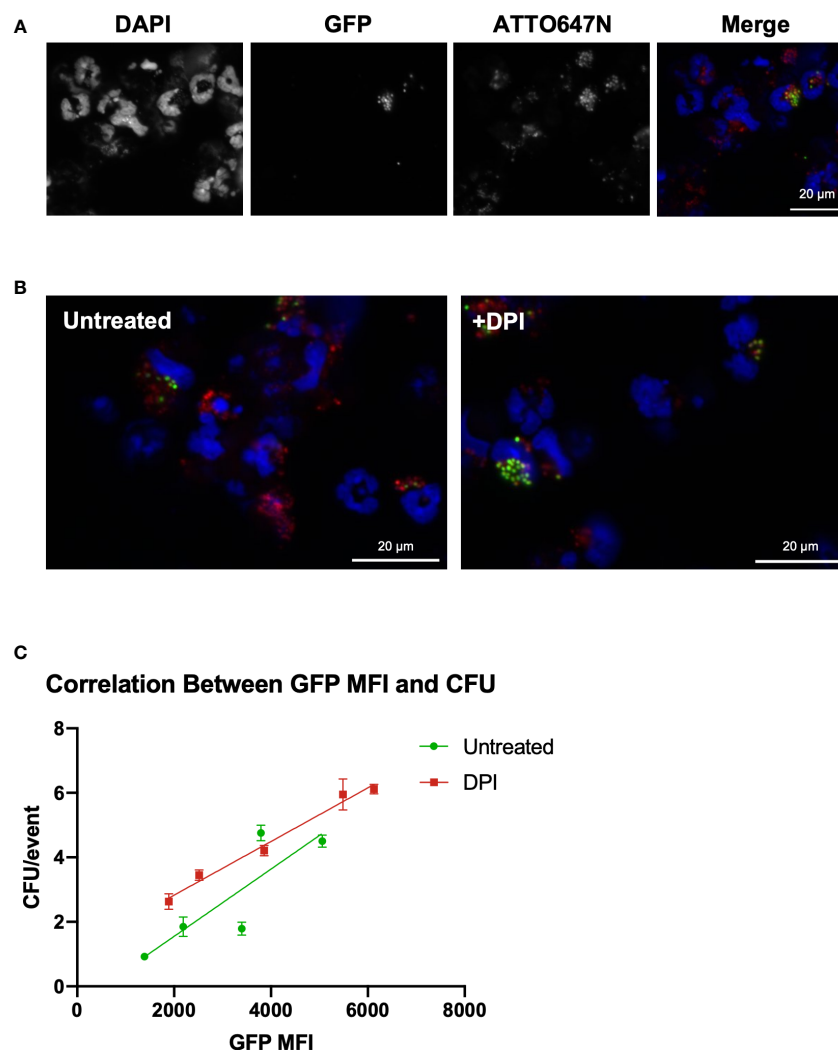 A
DAPI GFP ATTO647N Merge
20 µm
B
Untreated +DPI
20 µm 20 µm
C
Correlation Between GFP MFI and CFU
8
6
4
2
0
CFU/event
0 2000 4000 6000 8000
GFP MFI
Untreated
DPI